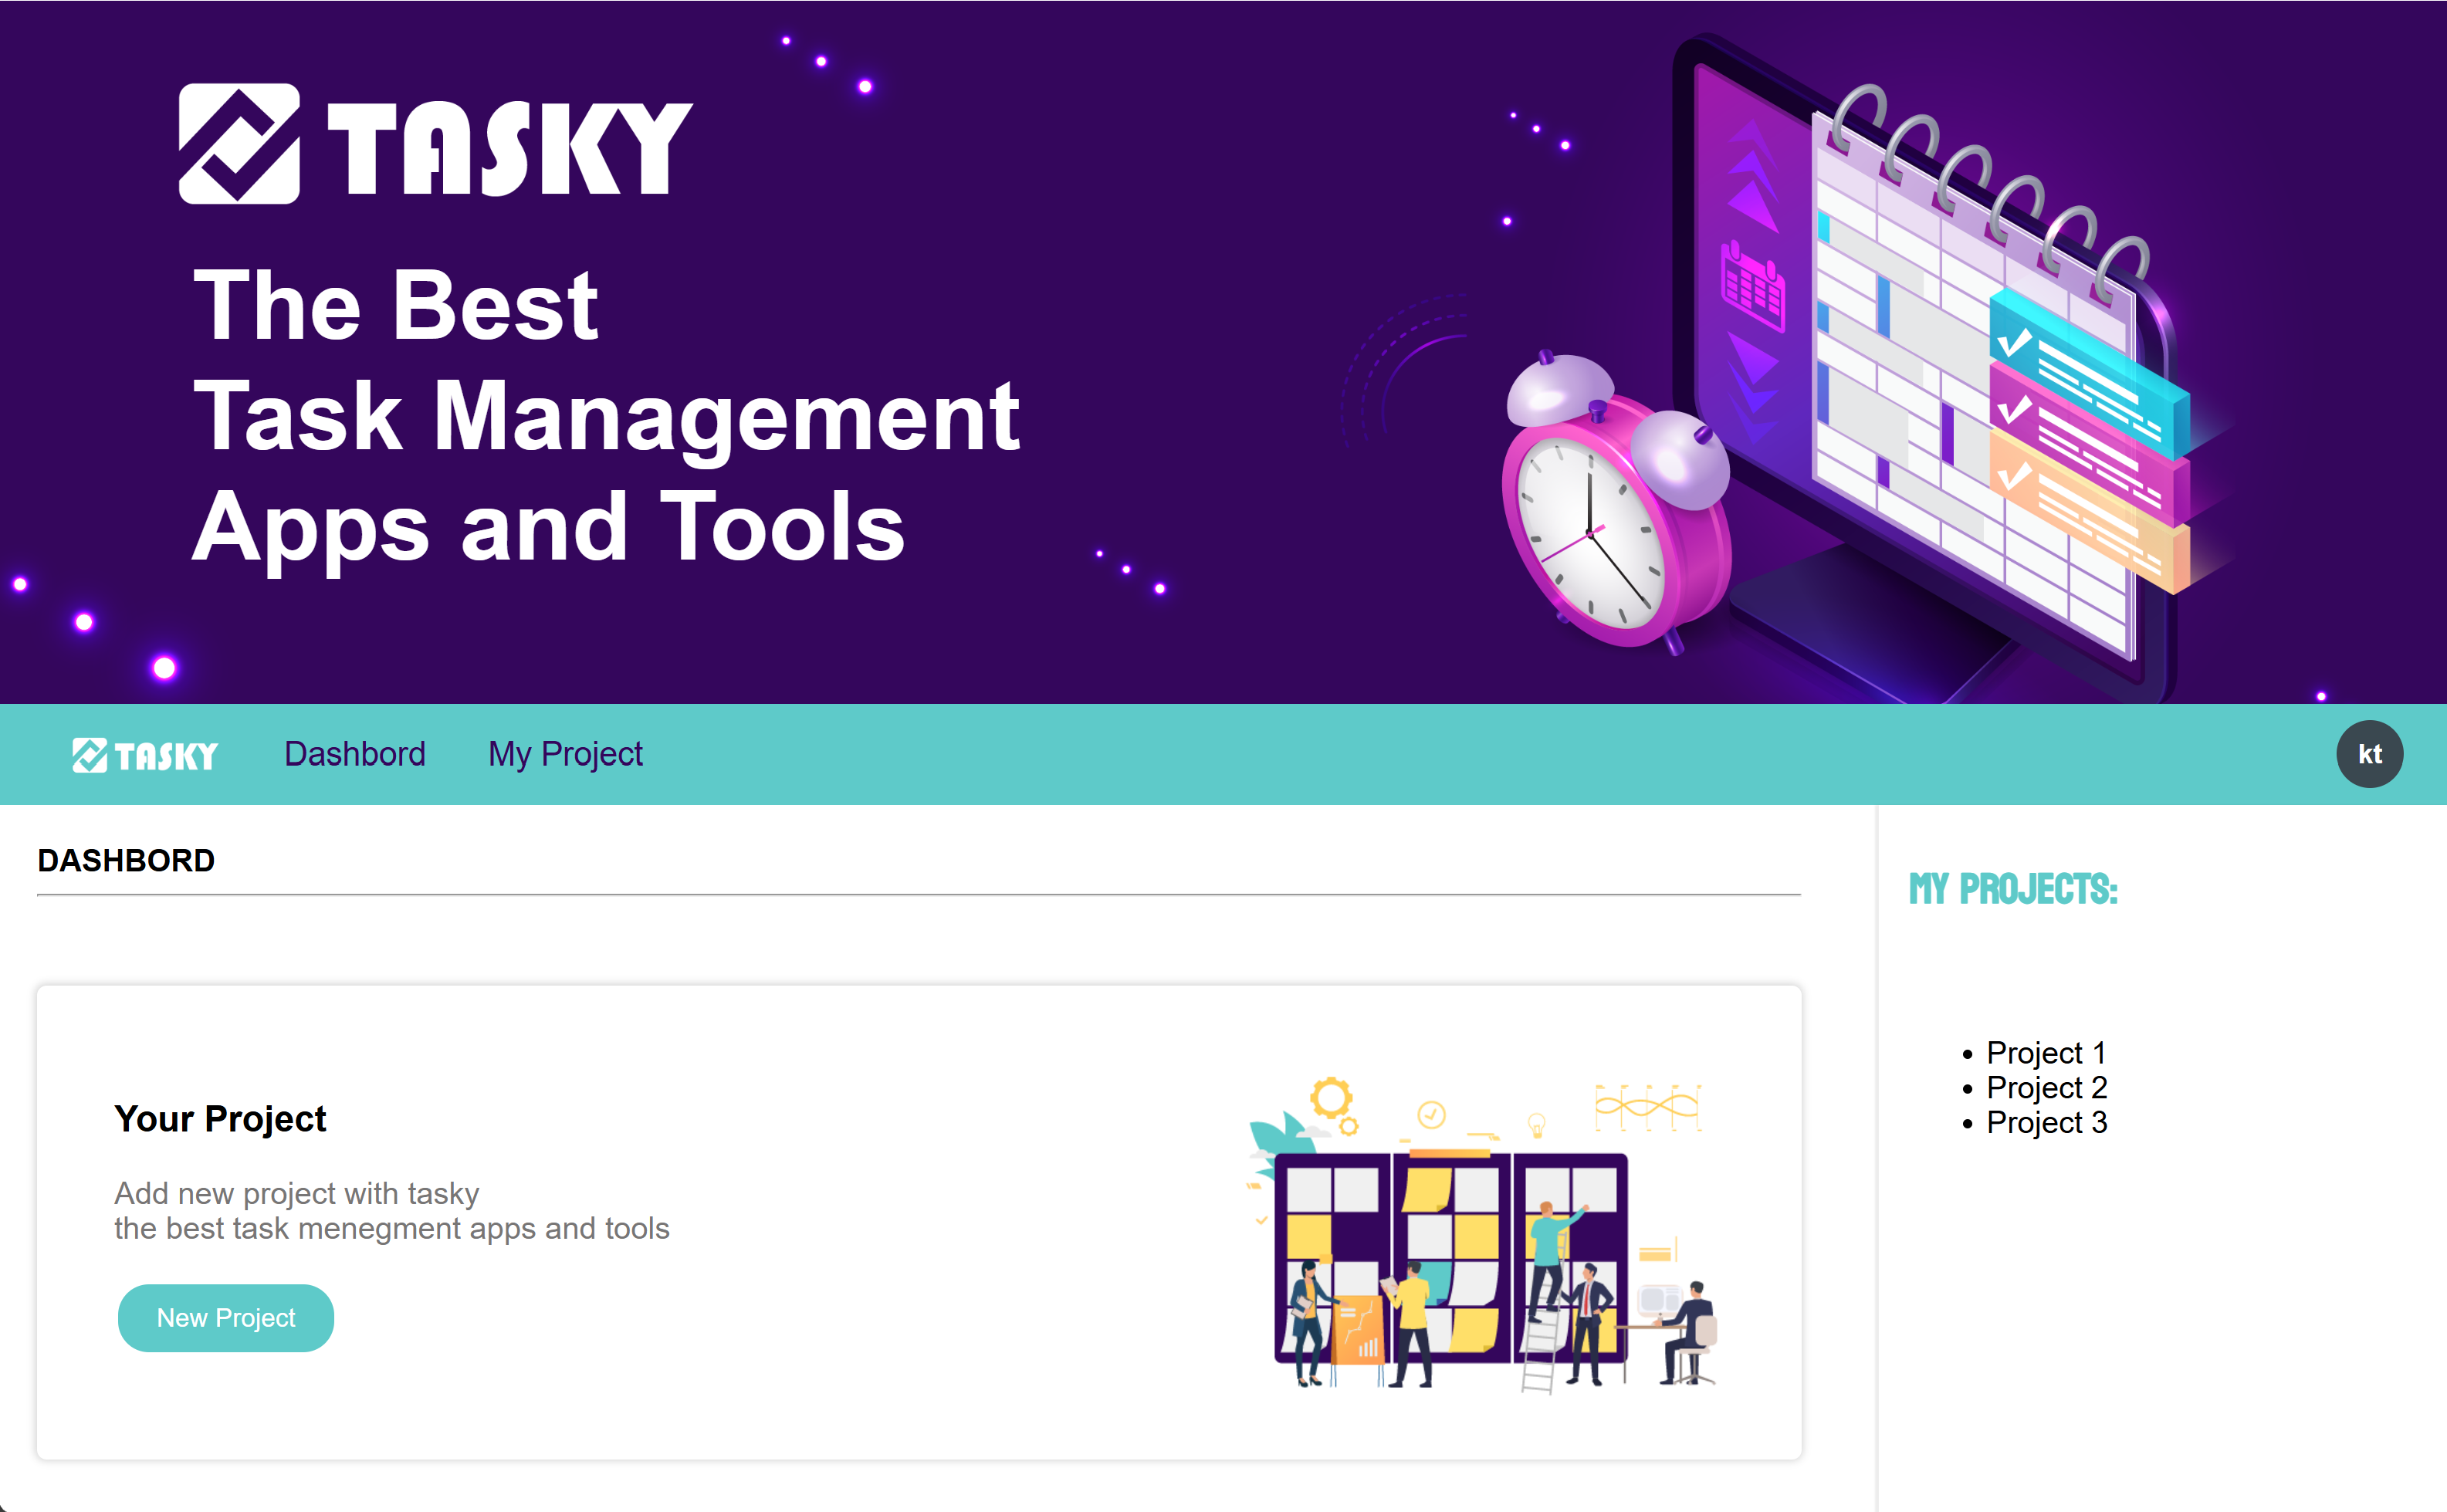 TASKY
The Best
Task Management
Apps and Tools
TASKY
Dashbord
My Project
kt
DASHBORD
MY PROJECTS:
Your Project
Add new project with tasky
the best task menegment apps and tools
New Project
Project 1
Project 2
Project 3